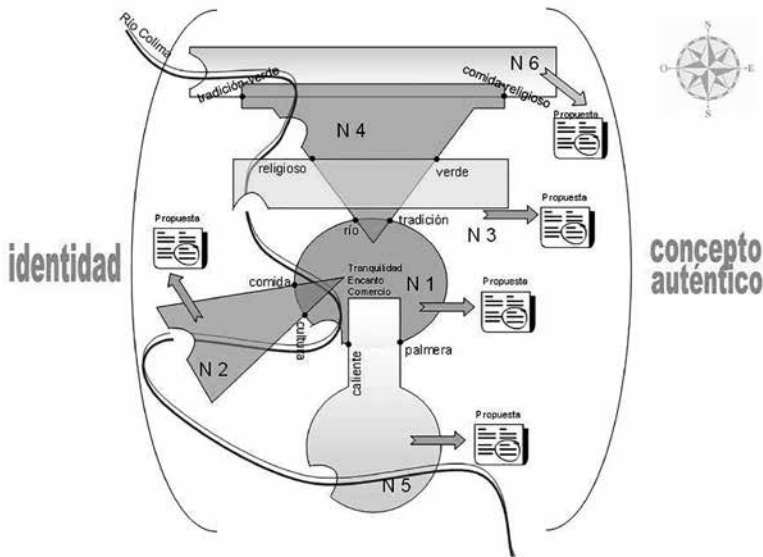 Río Colima
N 6
tradición-verde
comida-religioso
Propuesta
N 4
religioso
verde
Propuesta
Propuesta
río
tradición
N 3
identidad
concepto
auténtico
Tranquilidad
Encanto
Comercio
N 1
comida
Propuesta
cultura
palmera
N 2
caliente
Propuesta
N 5
S
O
E
S